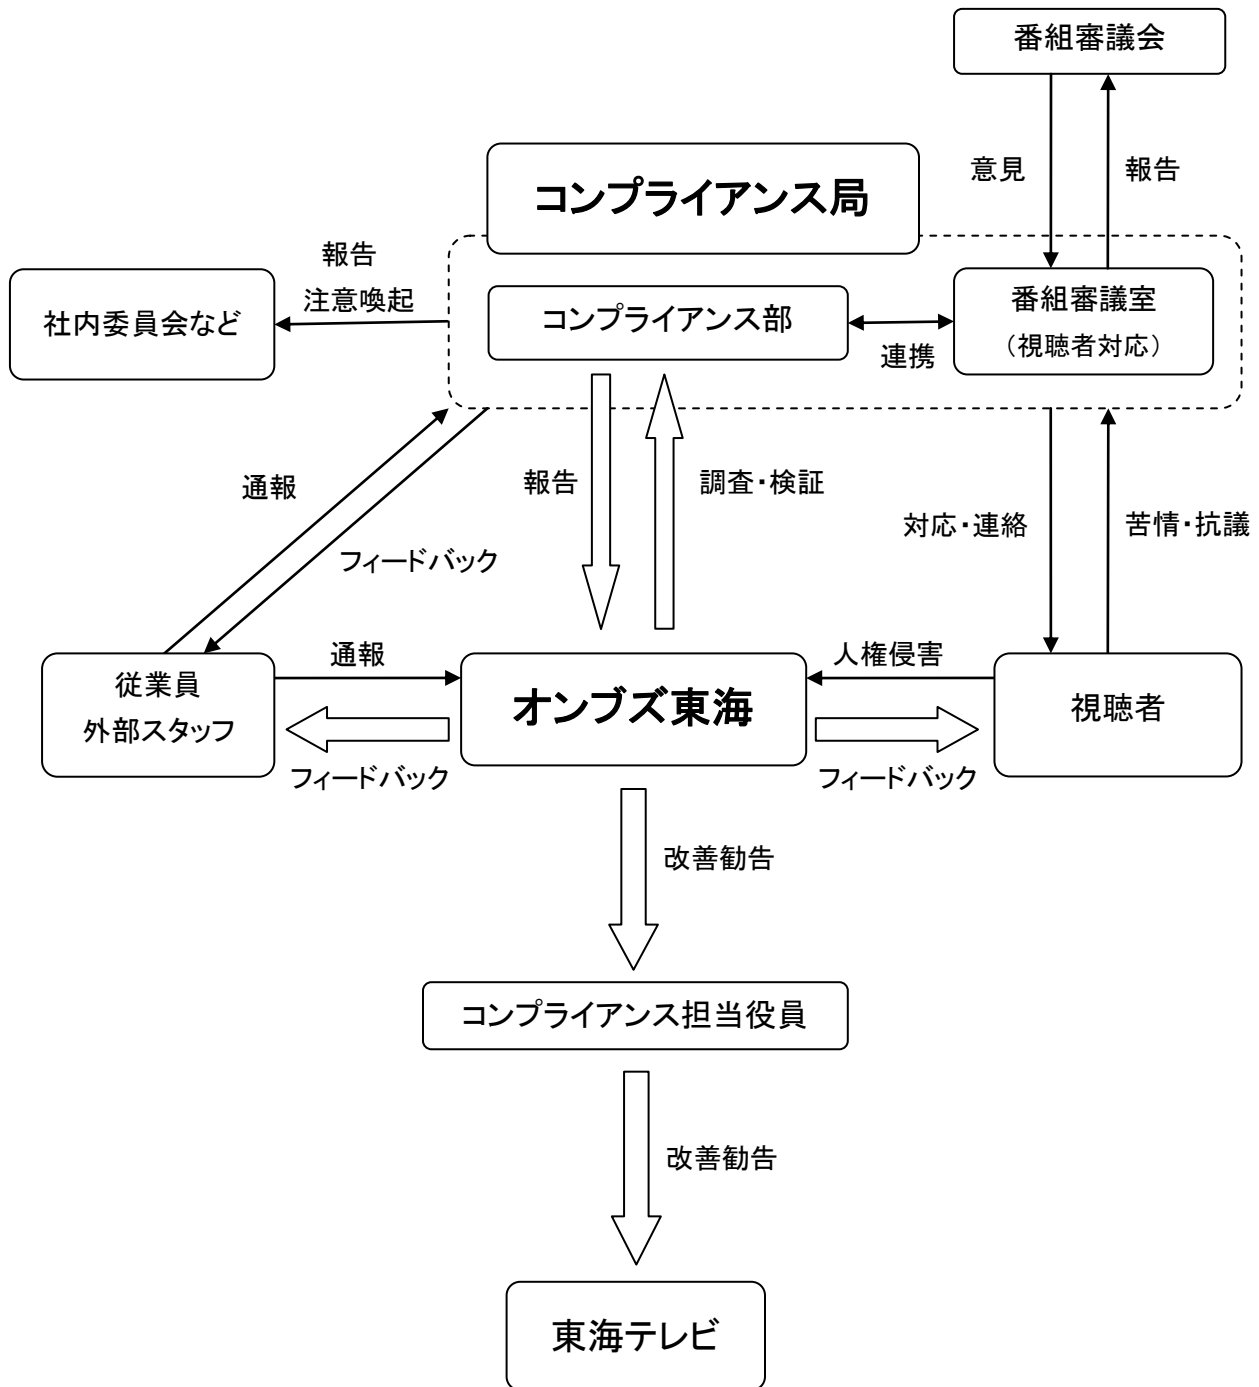 番組審議会
意見
報告
コンプライアンス局
報告
注意喚起
社内委員会など
コンプライアンス部
連携
番組審議室
（視聴者対応）
通報
フィードバック
報告
調査・検証
対応・連絡
苦情・抗議
従業員
外部スタッフ
通報
オンブズ東海
人権侵害
視聴者
フィードバック
フィードバック
改善勧告
コンプライアンス担当役員
改善勧告
東海テレビ